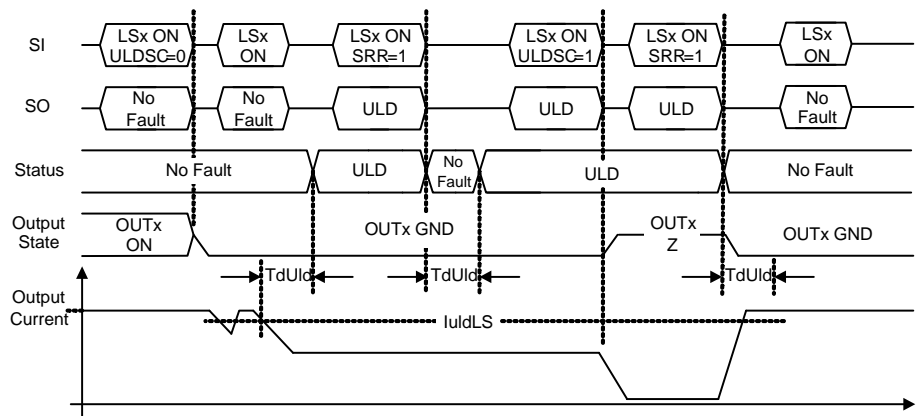 SI
LSx ON
ULDSC=0
LSx
ON
LSx ON
SRR=1
LSx ON
ULDSC=1
LSx ON
SRR=1
LSx
ON
SO
No
Fault
No
Fault
ULD
ULD
ULD
No
Fault
Status
No Fault
ULD
No
Fault
ULD
No Fault
Output
State
OUTx
ON
OUTx GND
OUTx
Z
OUTx GND
TdUld
TdUld
TdUld
Output
Current
IuldLS